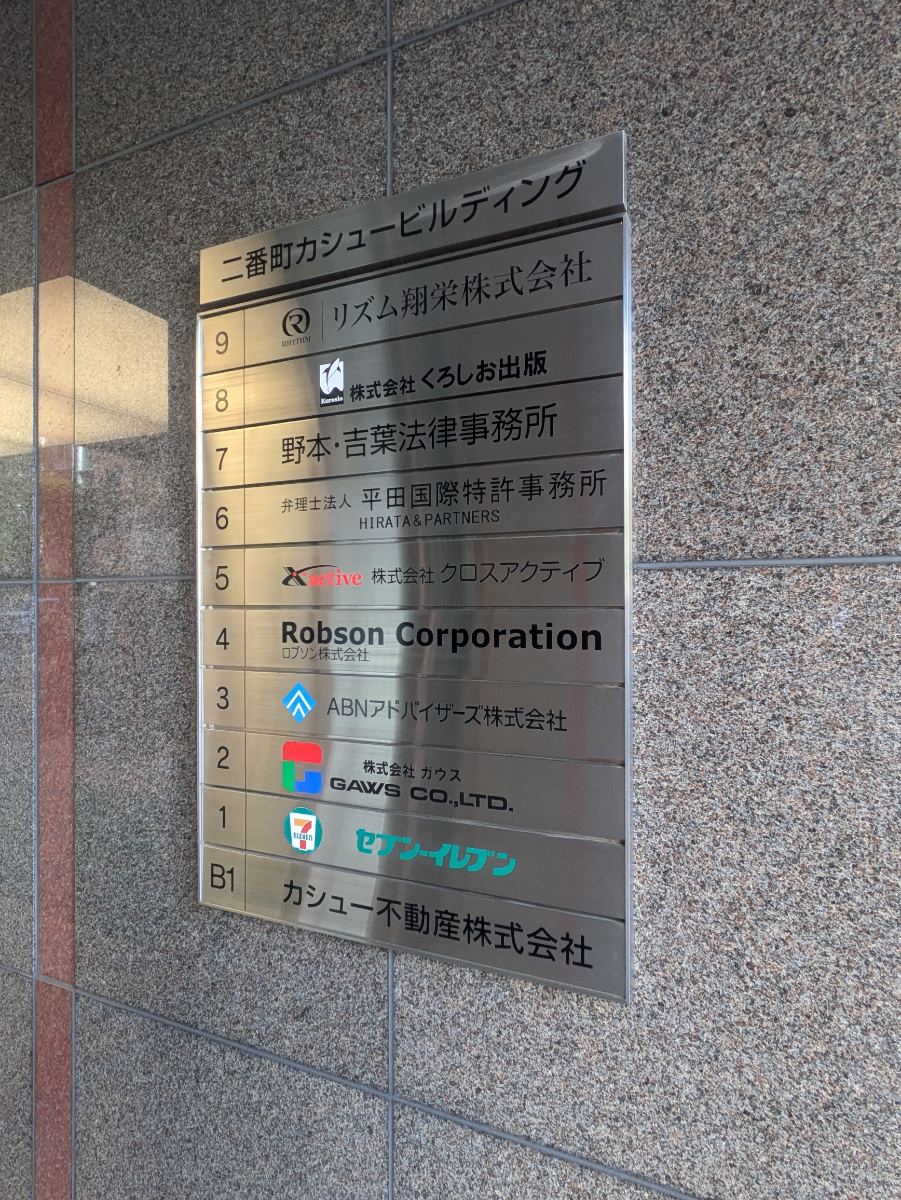 二番町カシュービルディング
9 R RHYTHM リズム翔栄株式会社
8 Kurosio 株式会社 くろしお出版
7 野本・吉葉法律事務所
6 弁理士法人 平田国際特許事務所
HIRATA&PARTNERS
5 X・active 株式会社 クロスアクティブ
4 Robson Corporation
ロブソン株式会社
3 ABNアドバイザーズ株式会社
2 株式会社 ガウス
GAWS CO.,LTD.
1 7 ELEVEn セブン-イレブン
B1 カシュー不動産株式会社